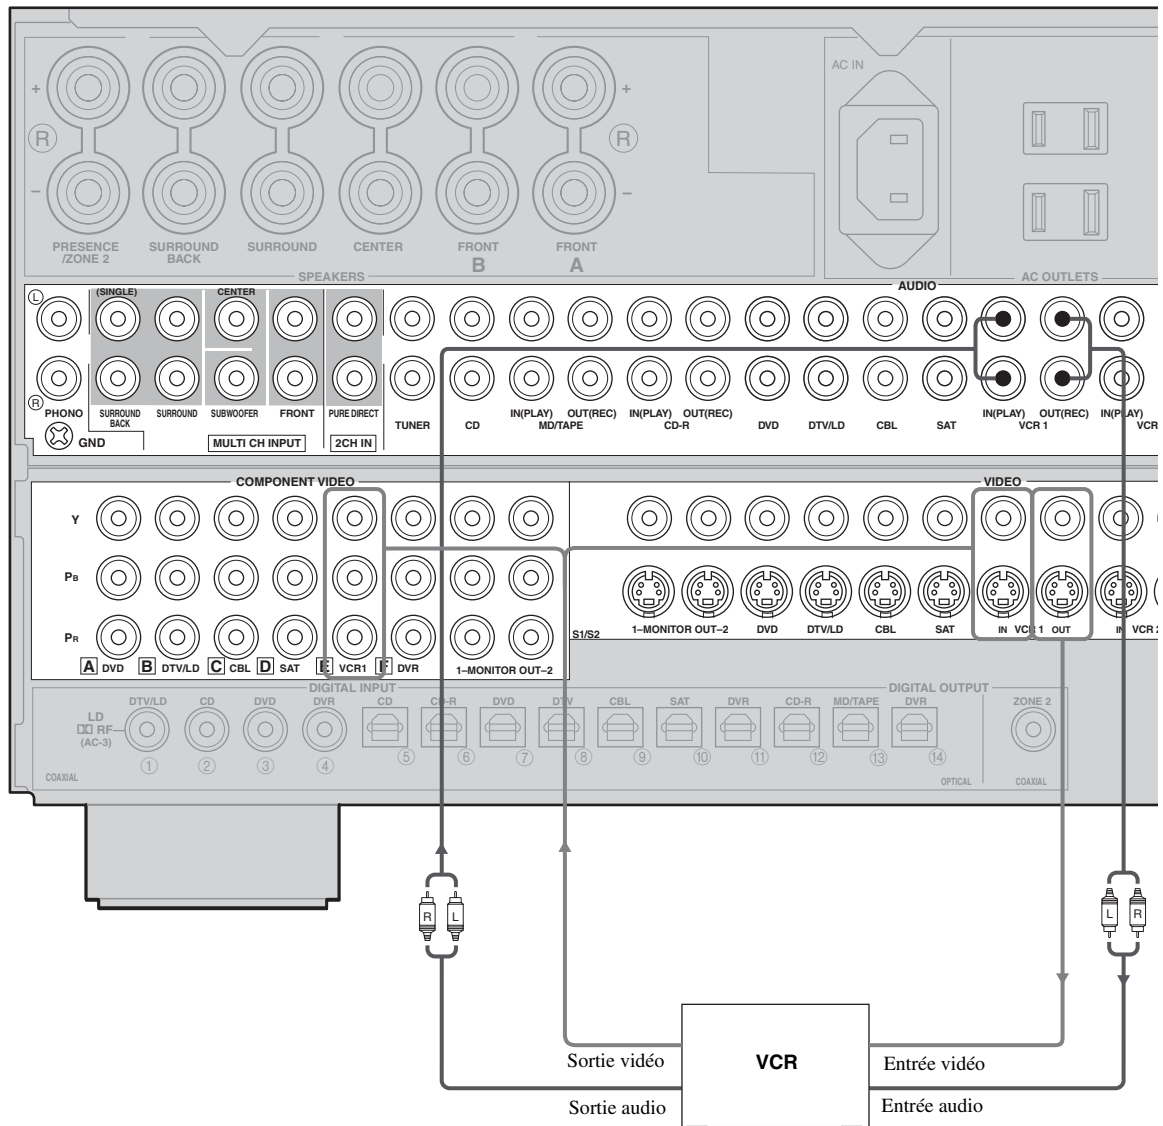 AC IN
+ +
R R
– –
PRESENCE /ZONE 2
SURROUND BACK
SURROUND
CENTER
FRONT B
FRONT A
SPEAKERS
AC OUTLETS
AUDIO
L
(SINGLE)
CENTER
R
PHONO
SURROUND BACK
SURROUND
SUBWOOFER
FRONT
PURE DIRECT
TUNER
CD
IN(PLAY) OUT(REC)
MD/TAPE
IN(PLAY) OUT(REC)
CD-R
DVD
DTV/LD
CBL
SAT
IN(PLAY) OUT(REC)
VCR 1
IN(PLAY)
VCR
GND
MULTI CH INPUT
2CH IN
COMPONENT VIDEO
VIDEO
Y
PB
PR
A DVD
B DTV/LD
C CBL
D SAT
E VCR1
F DVR
1–MONITOR OUT–2
S1/S2
1–MONITOR OUT–2
DVD
DTV/LD
CBL
SAT
IN VCR 1 OUT
IN VCR 2
DIGITAL INPUT
DIGITAL OUTPUT
LD
RF
(AC-3)
DTV/LD CD DVD DVR CD CD-R DVD DTV CBL SAT DVR CD-R MD/TAPE DVR ZONE 2
1 2 3 4 5 6 7 8 9 10 11 12 13 14
COAXIAL
OPTICAL
COAXIAL
R L
L R
Sortie vidéo
VCR
Entrée vidéo
Sortie audio
Entrée audio